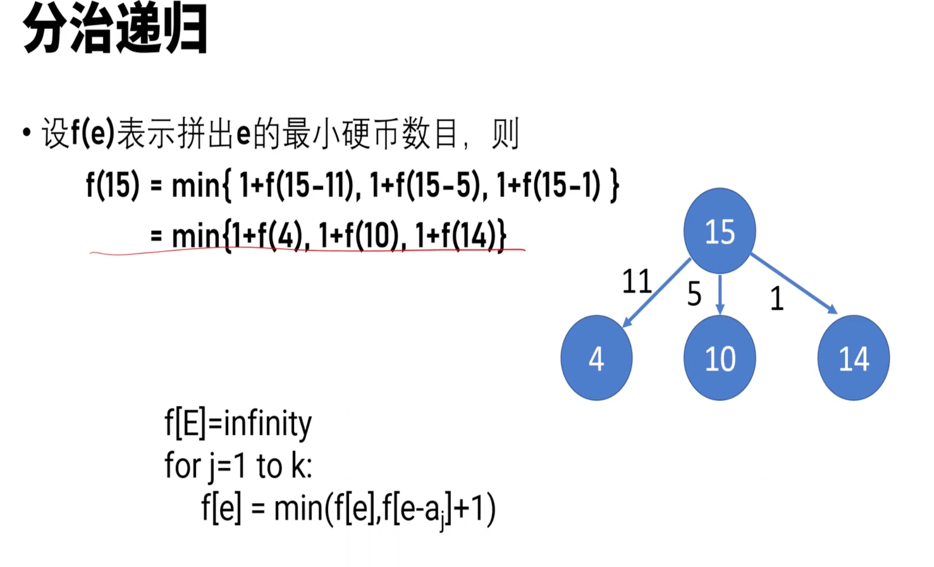 分治递归
• 设f(e)表示拼出e的最小硬币数目，则
f(15) = min{ 1+f(15-11), 1+f(15-5), 1+f(15-1) }
= min{1+f(4), 1+f(10), 1+f(14)}
15
11 5 1
4 10 14
f[E]=infinity
for j=1 to k:
f[e] = min(f[e],f[e-aj]+1)